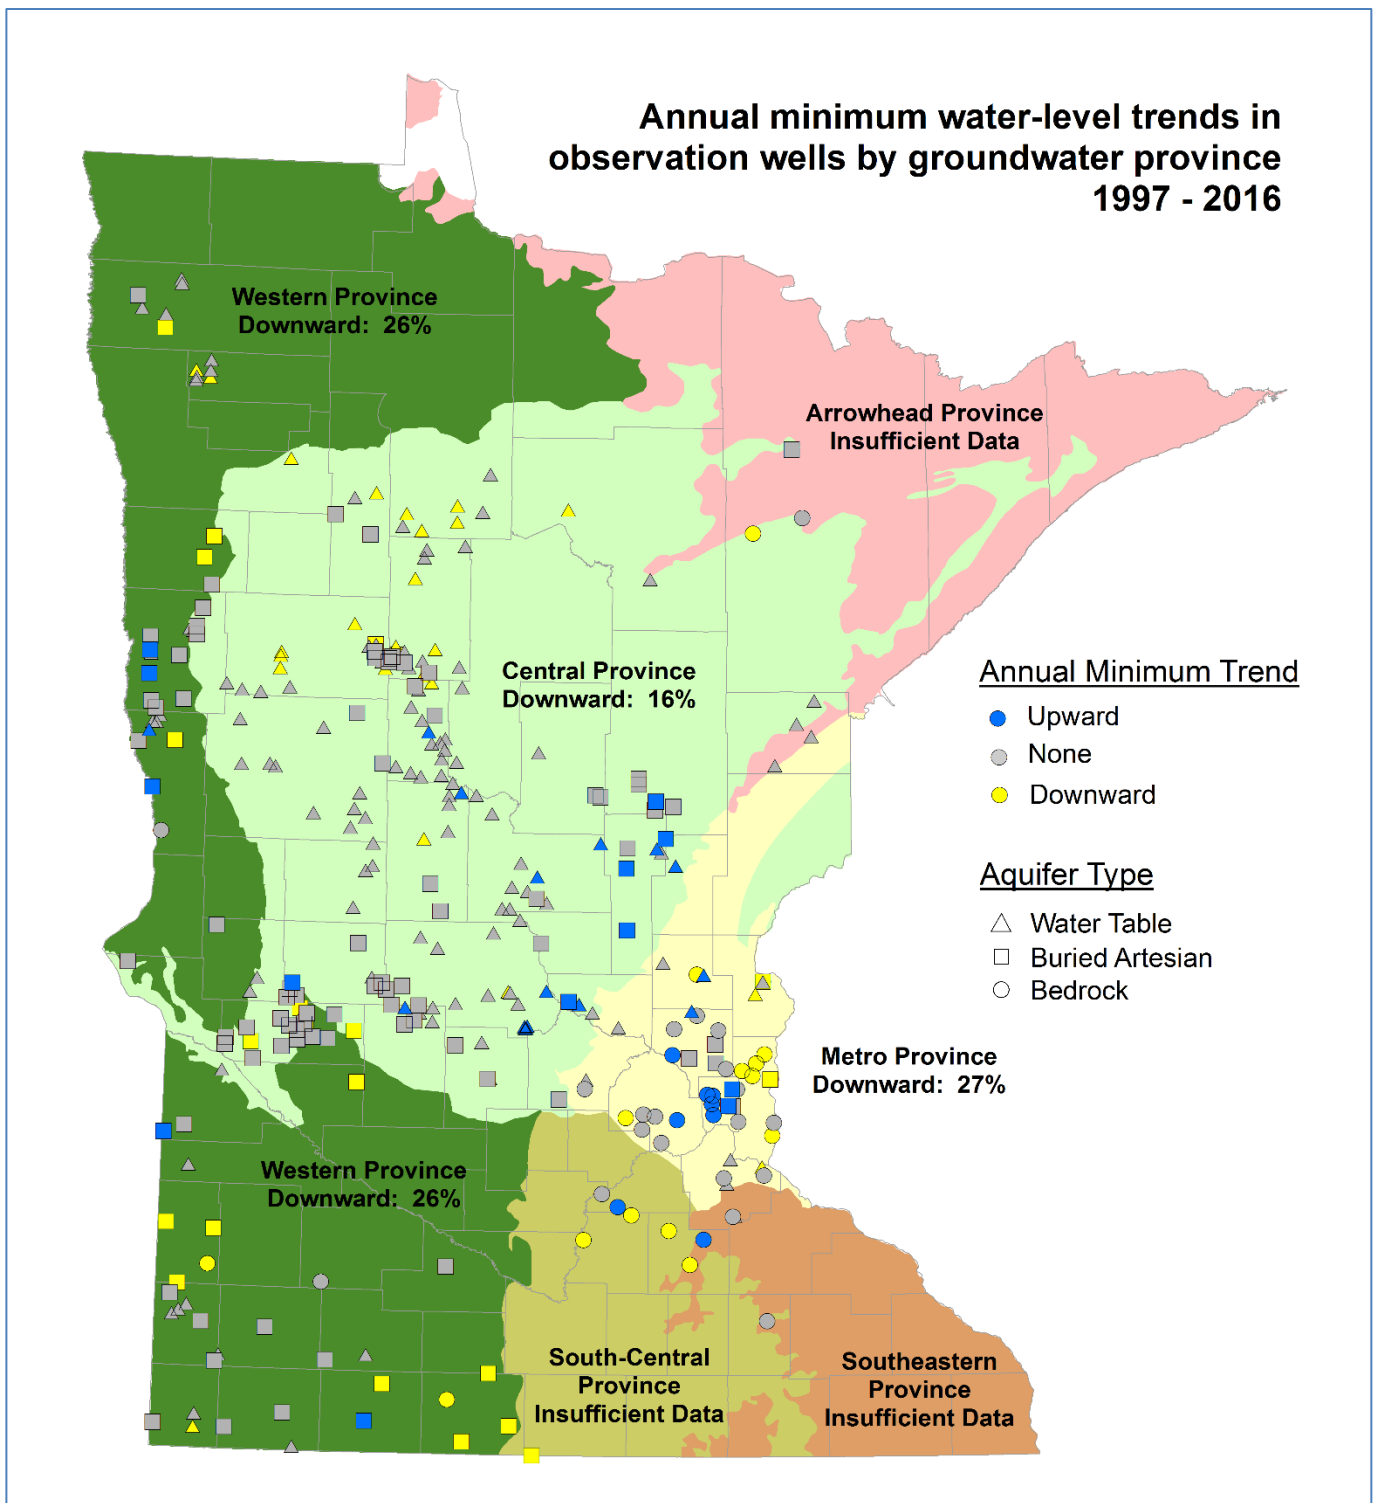 Annual minimum water-level trends in
observation wells by groundwater province
1997 - 2016
Western Province
Downward: 26%
Arrowhead Province
Insufficient Data
Central Province
Downward: 16%
Annual Minimum Trend
Upward
None
Downward
Aquifer Type
Water Table
Buried Artesian
Bedrock
Metro Province
Downward: 27%
Western Province
Downward: 26%
South-Central
Province
Insufficient Data
Southeastern
Province
Insufficient Data